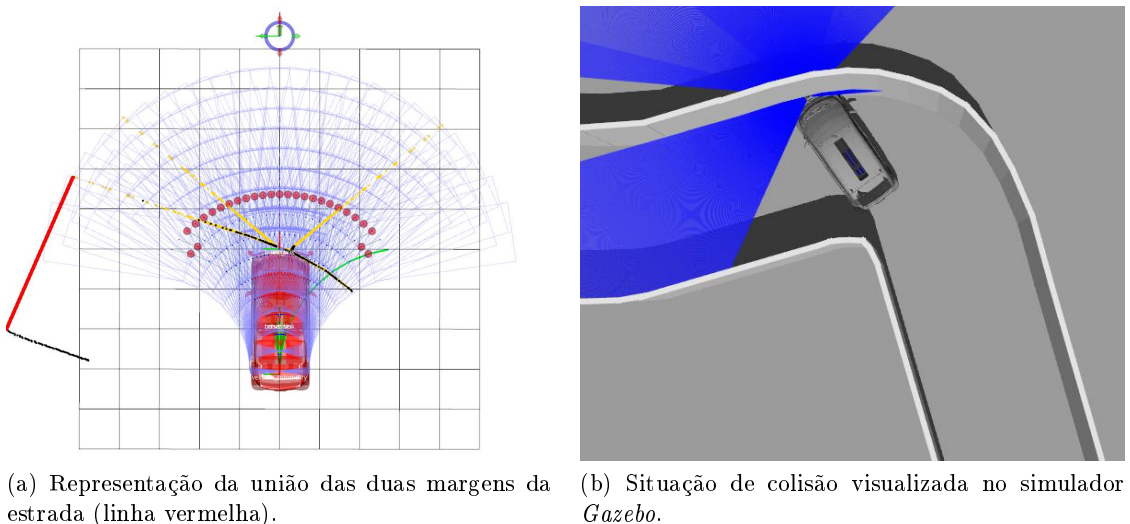 (a) Representação da união das duas margens da
estrada (linha vermelha).
(b) Situação de colisão visualizada no simulador
Gazebo.